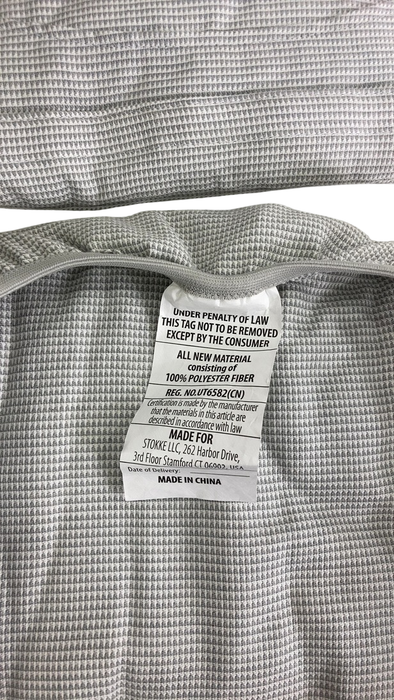 UNDER PENALTY OF LAW
THIS TAG NOT TO BE REMOVED
EXCEPT BY THE CONSUMER
ALL NEW MATERIAL
consisting of
100% POLYESTER FIBER
REG. NO.UT6582(CN)
Certification is made by the manufacturer
that the materials in this article are
described in accordance with law
MADE FOR
STOKKE LLC, 262 Harbor Drive,
3rd Floor Stamford CT 06902, USA
Date of Delivery:
MADE IN CHINA